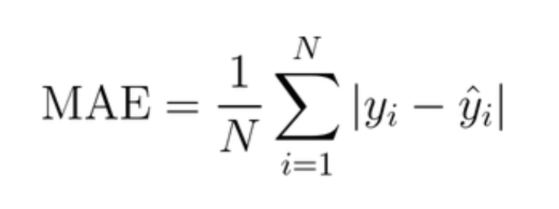 MAE = \frac{1}{N} \sum_{i=1}^{N} |y_i - \hat{y}_i|